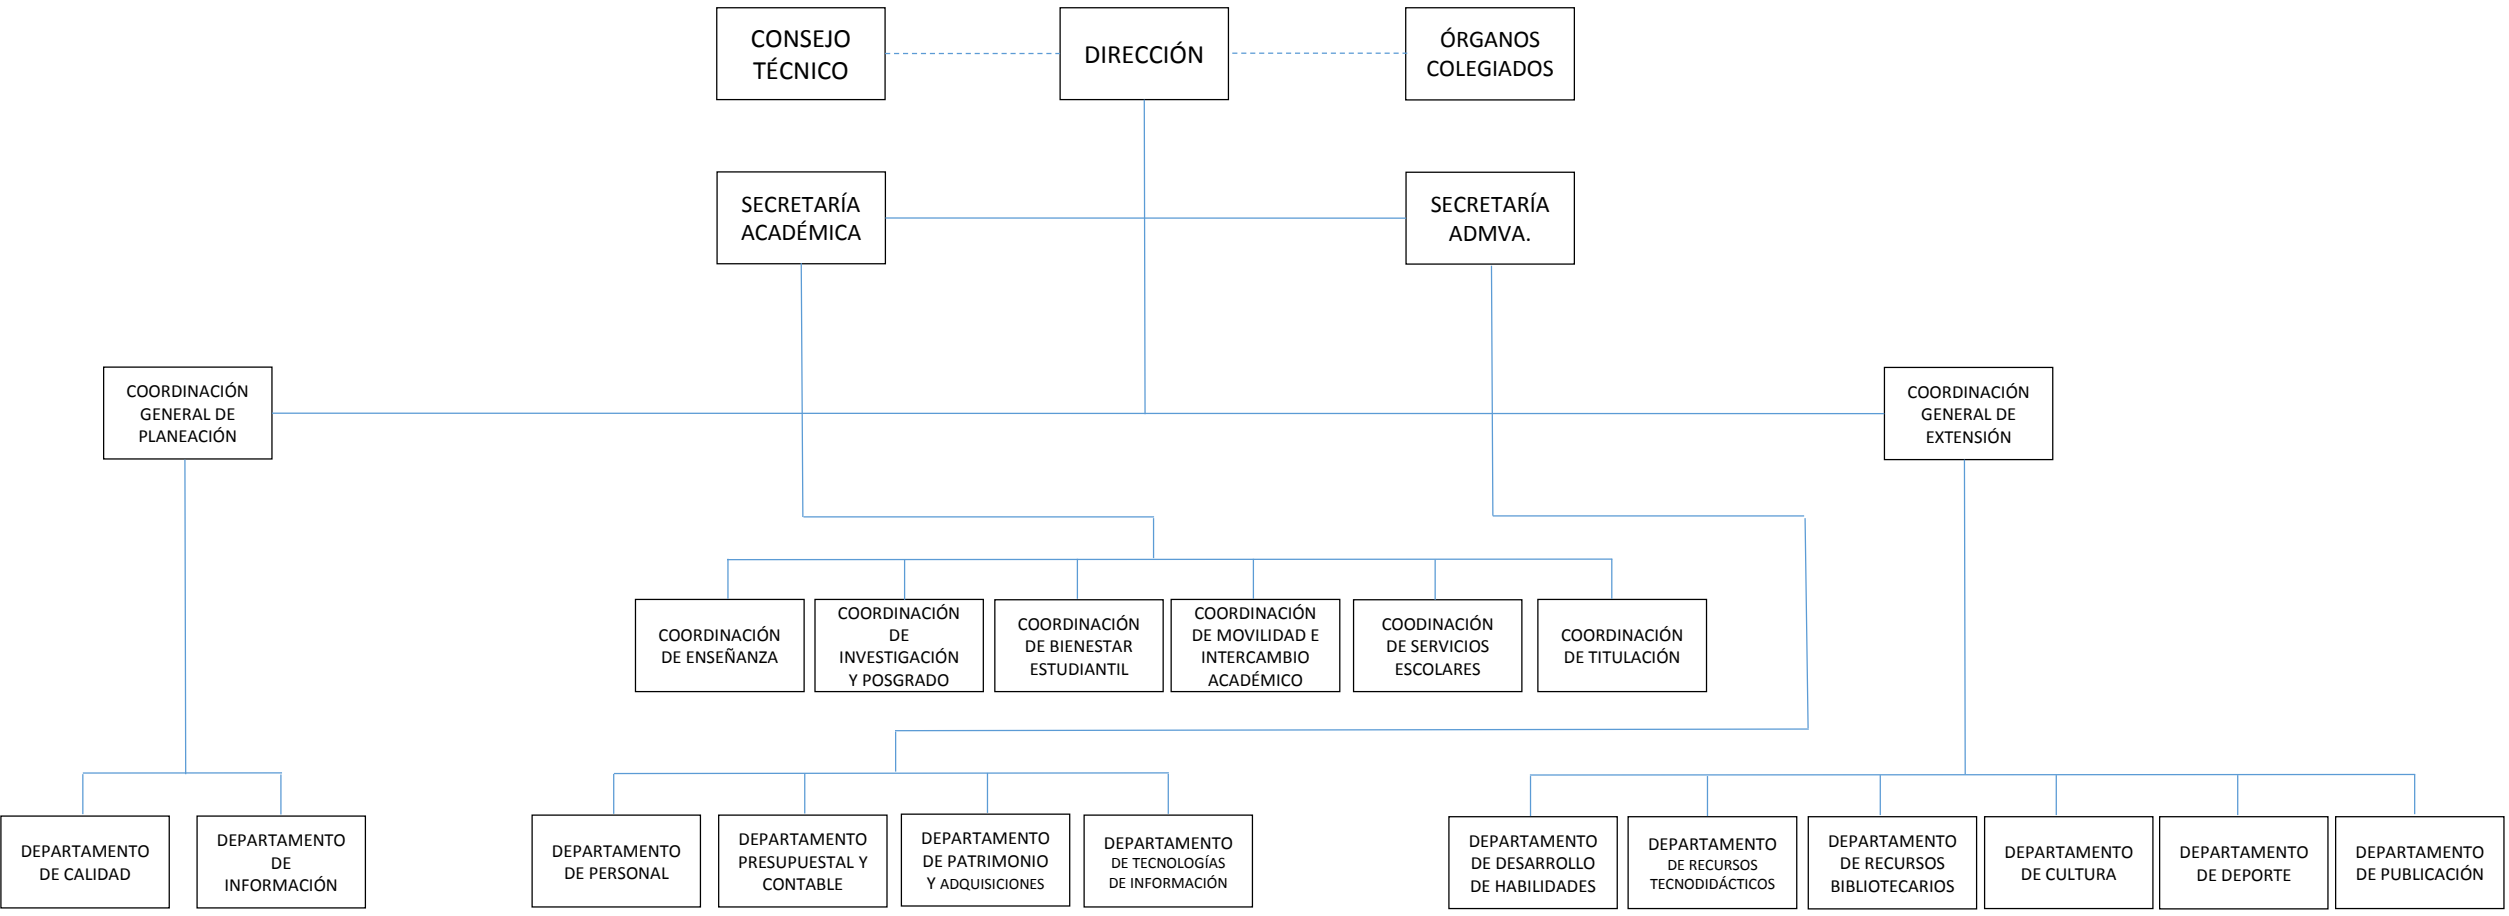 CONSEJO
TÉCNICO
DIRECCIÓN
ÓRGANOS
COLEGIADOS
SECRETARÍA
ACADÉMICA
SECRETARÍA
ADMVA.
COORDINACIÓN
GENERAL DE
PLANEACIÓN
COORDINACIÓN
GENERAL DE
EXTENSIÓN
COORDINACIÓN
DE ENSEÑANZA
COORDINACIÓN
DE
INVESTIGACIÓN
Y POSGRADO
COORDINACIÓN
DE BIENESTAR
ESTUDIANTIL
COORDINACIÓN
DE MOVILIDAD E
INTERCAMBIO
ACADÉMICO
COODINACIÓN
DE SERVICIOS
ESCOLARES
COORDINACIÓN
DE TITULACIÓN
DEPARTAMENTO
DE CALIDAD
DEPARTAMENTO
DE
INFORMACIÓN
DEPARTAMENTO
DE PERSONAL
DEPARTAMENTO
PRESUPUESTAL Y
CONTABLE
DEPARTAMENTO
DE PATRIMONIO
Y ADQUISICIONES
DEPARTAMENTO
DE TECNOLOGÍAS
DE INFORMACIÓN
DEPARTAMENTO
DE DESARROLLO
DE HABILIDADES
DEPARTAMENTO
DE RECURSOS
TECNODIDÁCTICOS
DEPARTAMENTO
DE RECURSOS
BIBLIOTECARIOS
DEPARTAMENTO
DE CULTURA
DEPARTAMENTO
DE DEPORTE
DEPARTAMENTO
DE PUBLICACIÓN